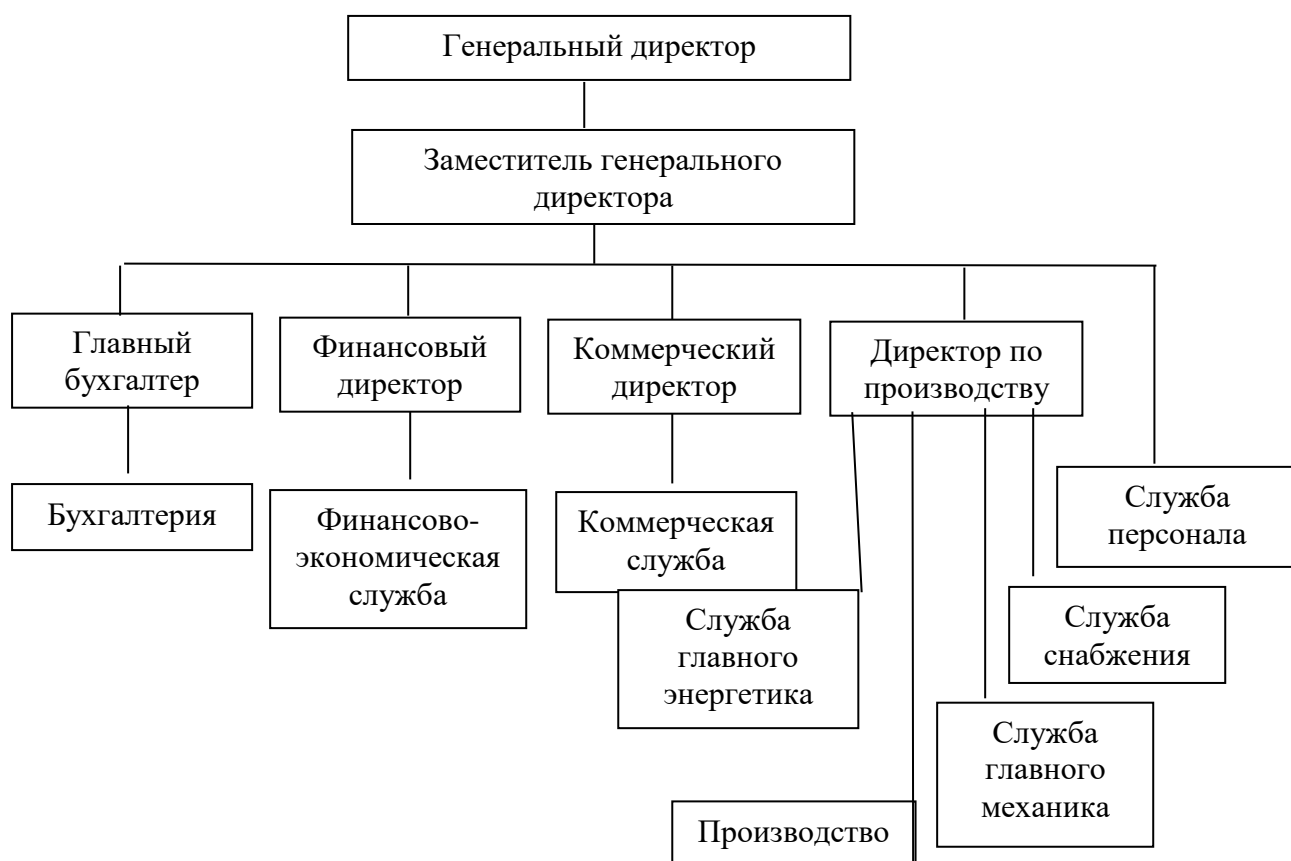 Генеральный директор
Заместитель генерального
директора
Главный
бухгалтер
Финансовый
директор
Коммерческий
директор
Директор по
производству
Бухгалтерия
Финансово-
экономическая
служба
Коммерческая
служба
Служба
персонала
Служба
главного
энергетика
Служба
снабжения
Служба
главного
механика
Производство